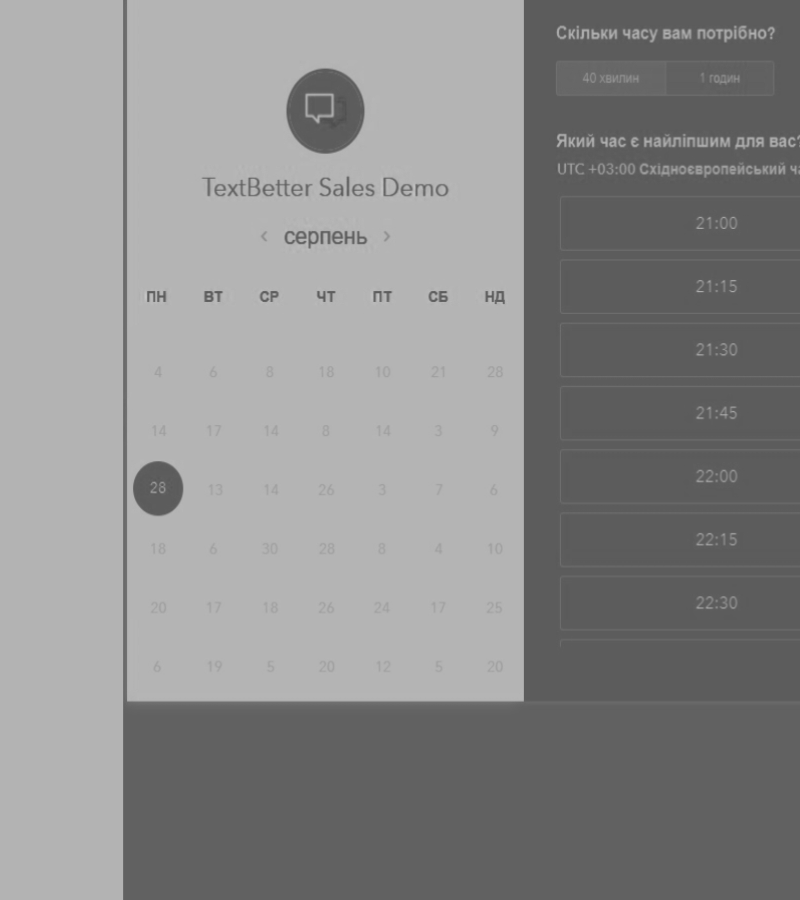 TextBetter Sales Demo
‹ серпень ›
ПН ВТ СР ЧТ ПТ СБ НД
4 6 8 18 10 21 28
14 17 14 8 14 3 9
28 13 14 26 3 7 6
18 6 30 28 8 4 10
20 17 18 26 24 17 25
6 19 5 20 12 5 20
Скільки часу вам потрібно?
40 хвилин 1 годин
Який час є найліпшим для вас?
UTC +03:00 Східноєвропейський
21:00
21:15
21:30
21:45
22:00
22:15
22:30